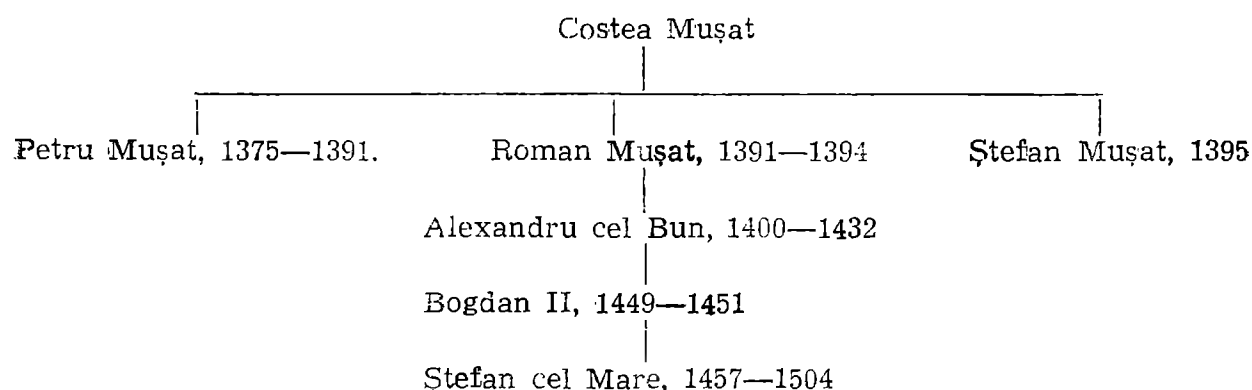 Costea Mușat
Petru Mușat, 1375—1391. Roman Mușat, 1391—1394 Ștefan Mușat, 1395
Alexandru cel Bun, 1400—1432
Bogdan II, 1449—1451
Ștefan cel Mare, 1457—1504